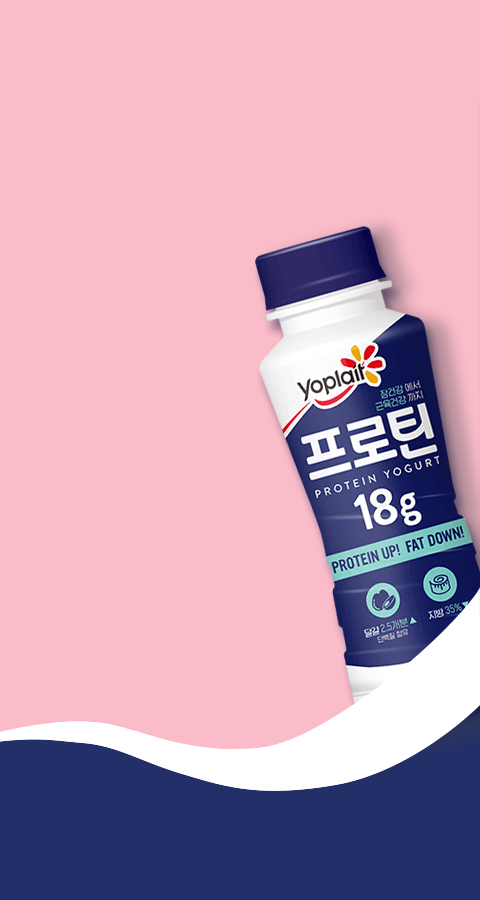 yoplait
장건강 에서
근육건강 까지
프로틴
PROTEIN YOGURT
18g
PROTEIN UP! FAT DOWN!
달걀 2.5개분▲
단백질 함유
지방 35%▼